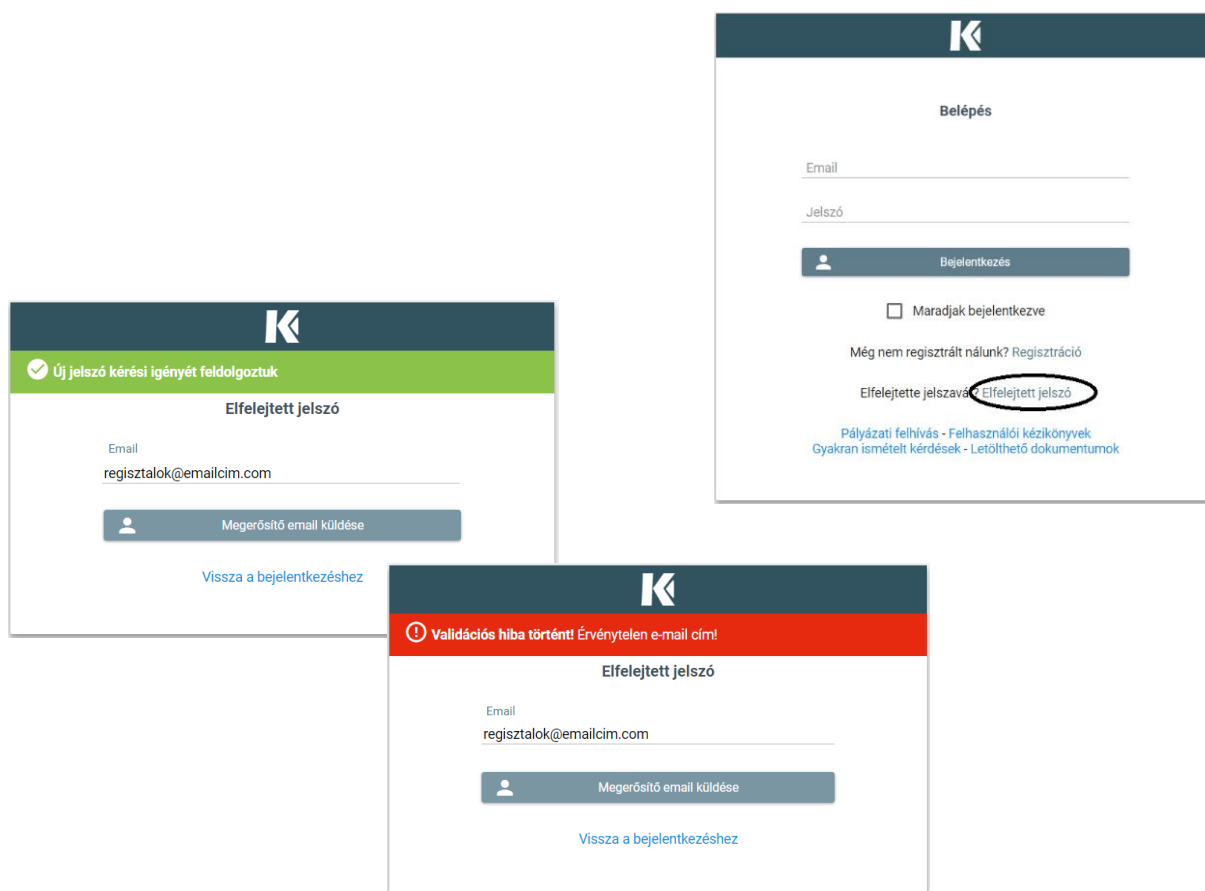 Belépés
Email
Jelszó
Bejelentkezés
Maradjak bejelentkezve
Még nem regisztrált nálunk? Regisztráció
Elfelejtette jelszavá ? Elfelejtett jelszó
Pályázati felhívás - Felhasználói kézikönyvek
Gyakran ismételt kérdések - Letölthető dokumentumok
Új jelszó kérési igényét feldolgoztuk
Elfelejtett jelszó
Email
regisztalok@emailcim.com
Megerősítő email küldése
Vissza a bejelentkezéshez
Validációs hiba történt! Érvénytelen e-mail cím!
Elfelejtett jelszó
Email
regisztalok@emailcim.com
Megerősítő email küldése
Vissza a bejelentkezéshez